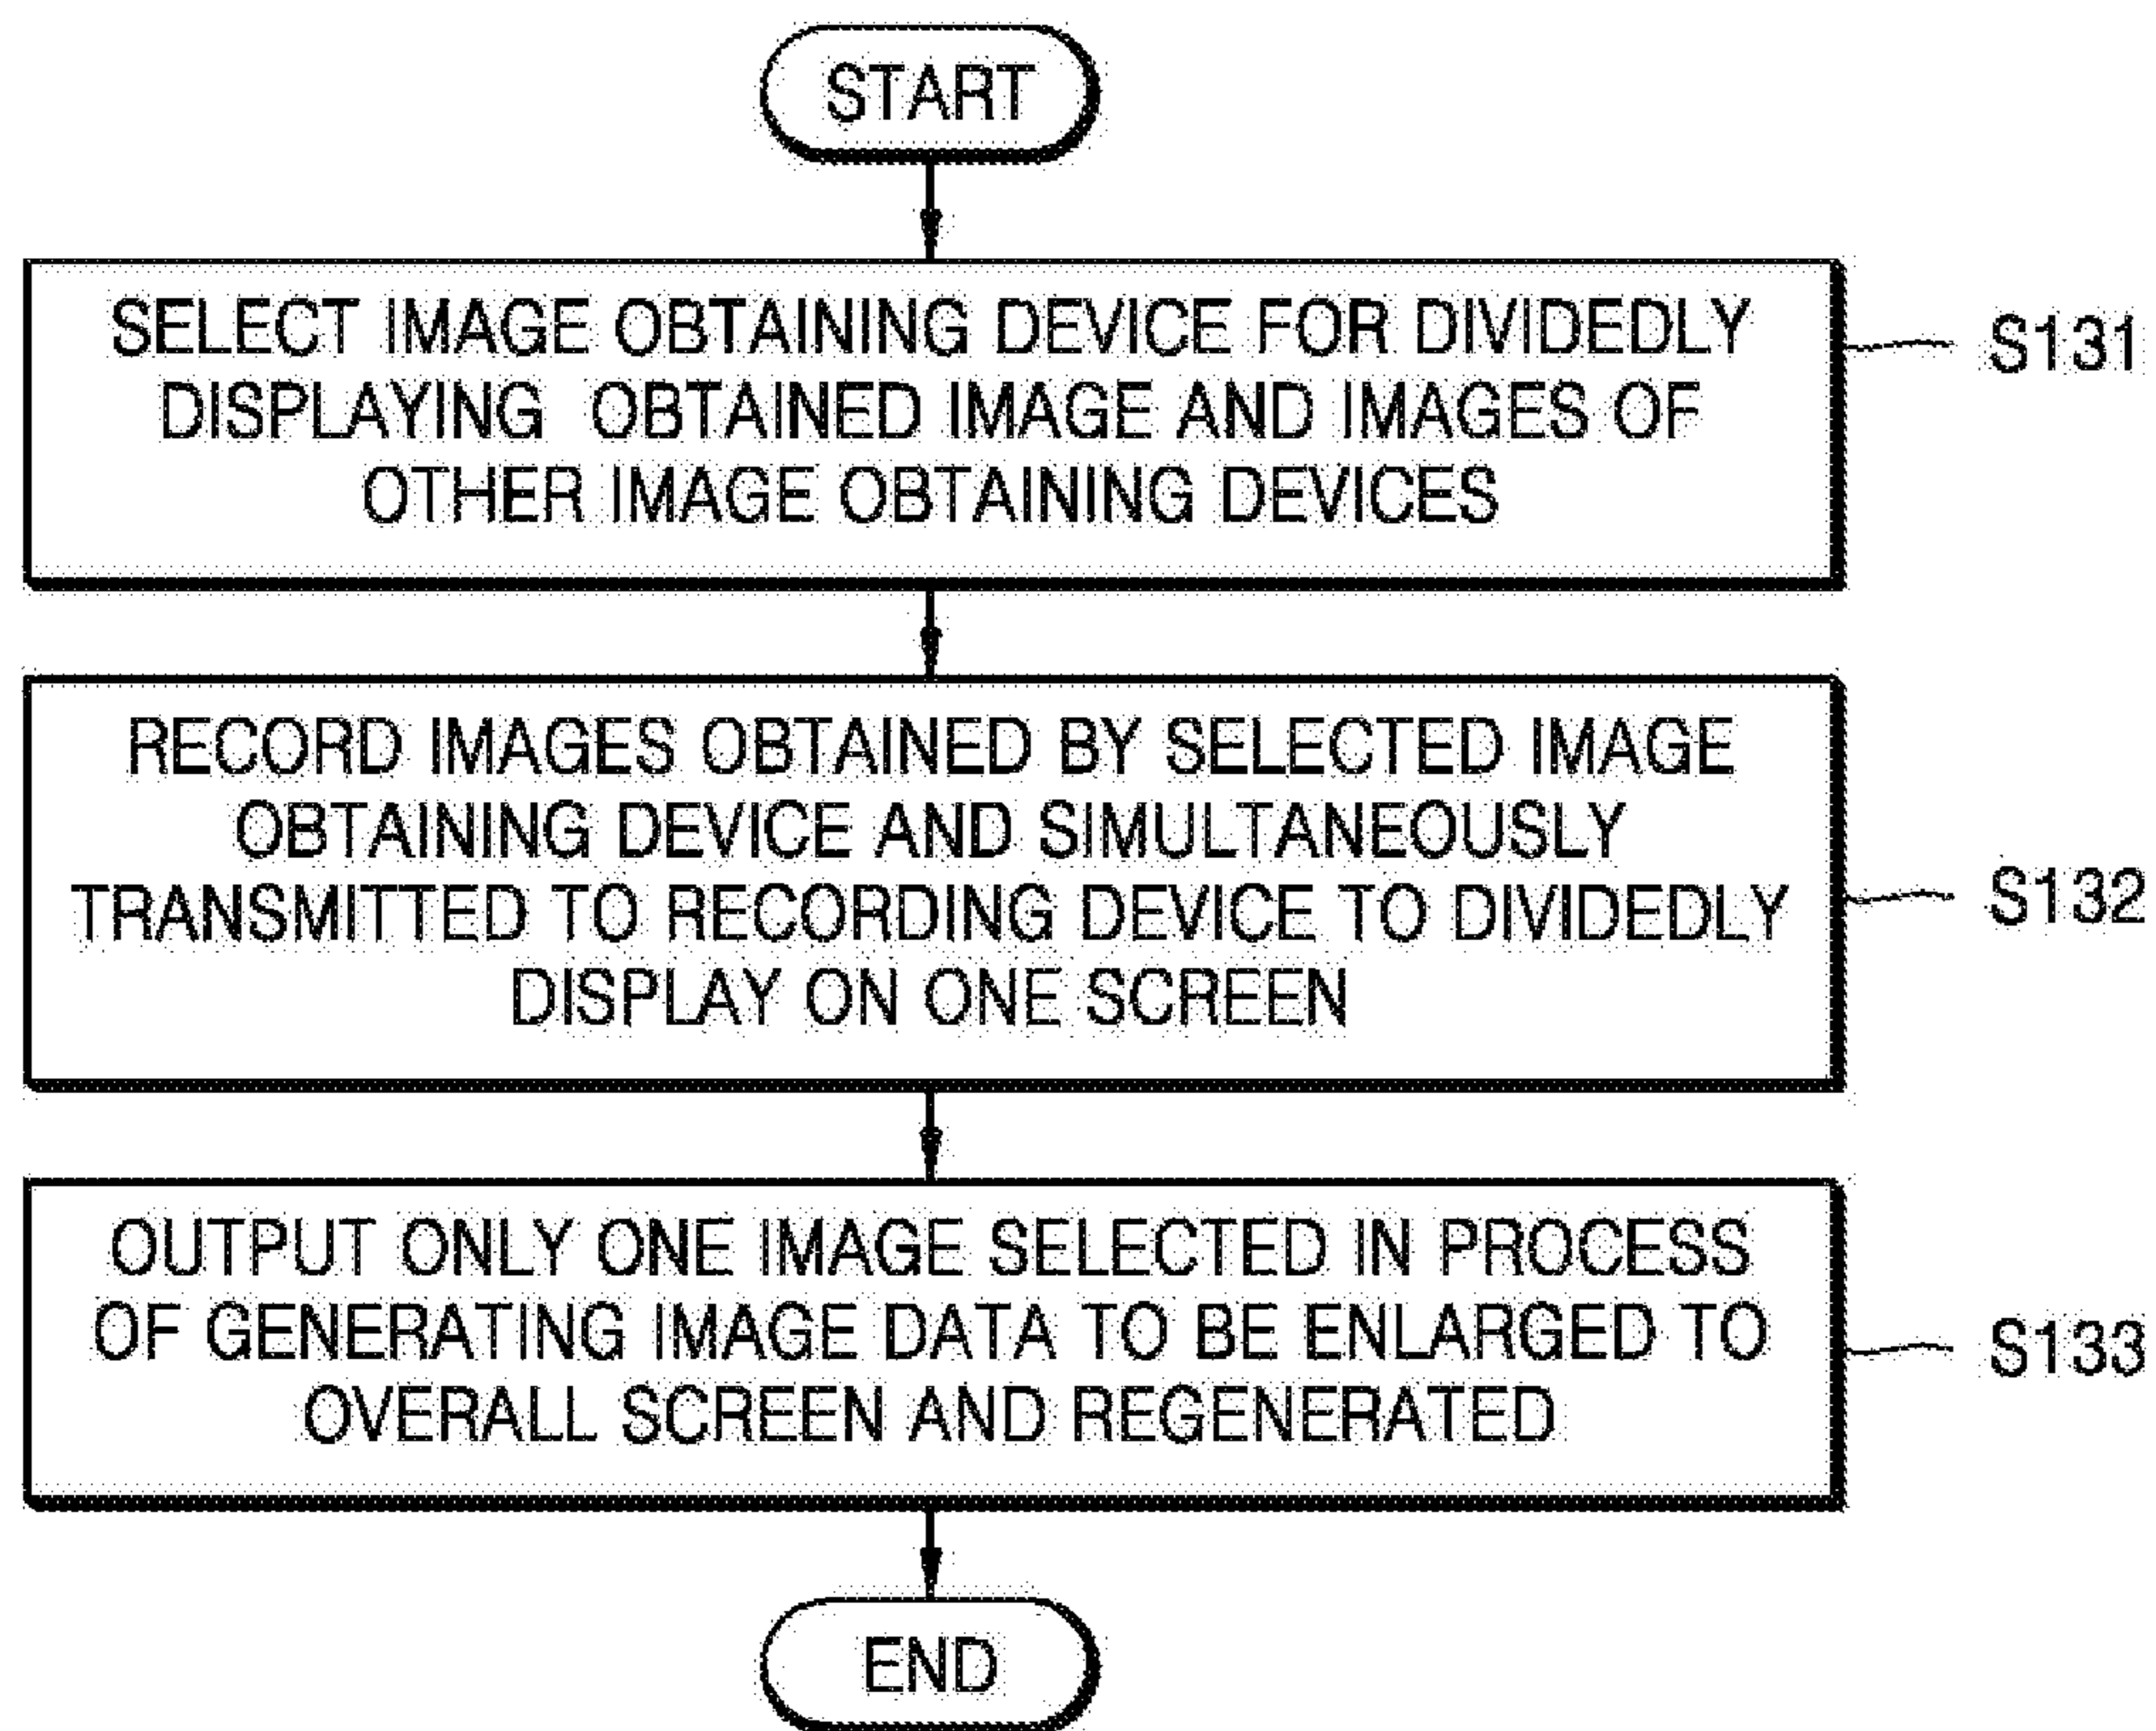 START
SELECT IMAGE OBTAINING DEVICE FOR DIVIDEDLY
DISPLAYING OBTAINED IMAGE AND IMAGES OF
OTHER IMAGE OBTAINING DEVICES
S131
RECORD IMAGES OBTAINED BY SELECTED IMAGE
OBTAINING DEVICE AND SIMULTANEOUSLY
TRANSMITTED TO RECORDING DEVICE TO DIVIDEDLY
DISPLAY ON ONE SCREEN
S132
OUTPUT ONLY ONE IMAGE SELECTED IN PROCESS
OF GENERATING IMAGE DATA TO BE ENLARGED TO
OVERALL SCREEN AND REGENERATED
S133
END